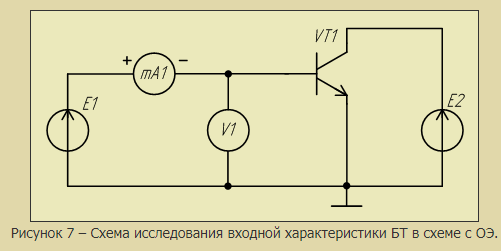 VT1
+ −
mA1
E1
E2
V1
Рисунок 7 – Схема исследования входной характеристики БТ в схеме с ОЭ.